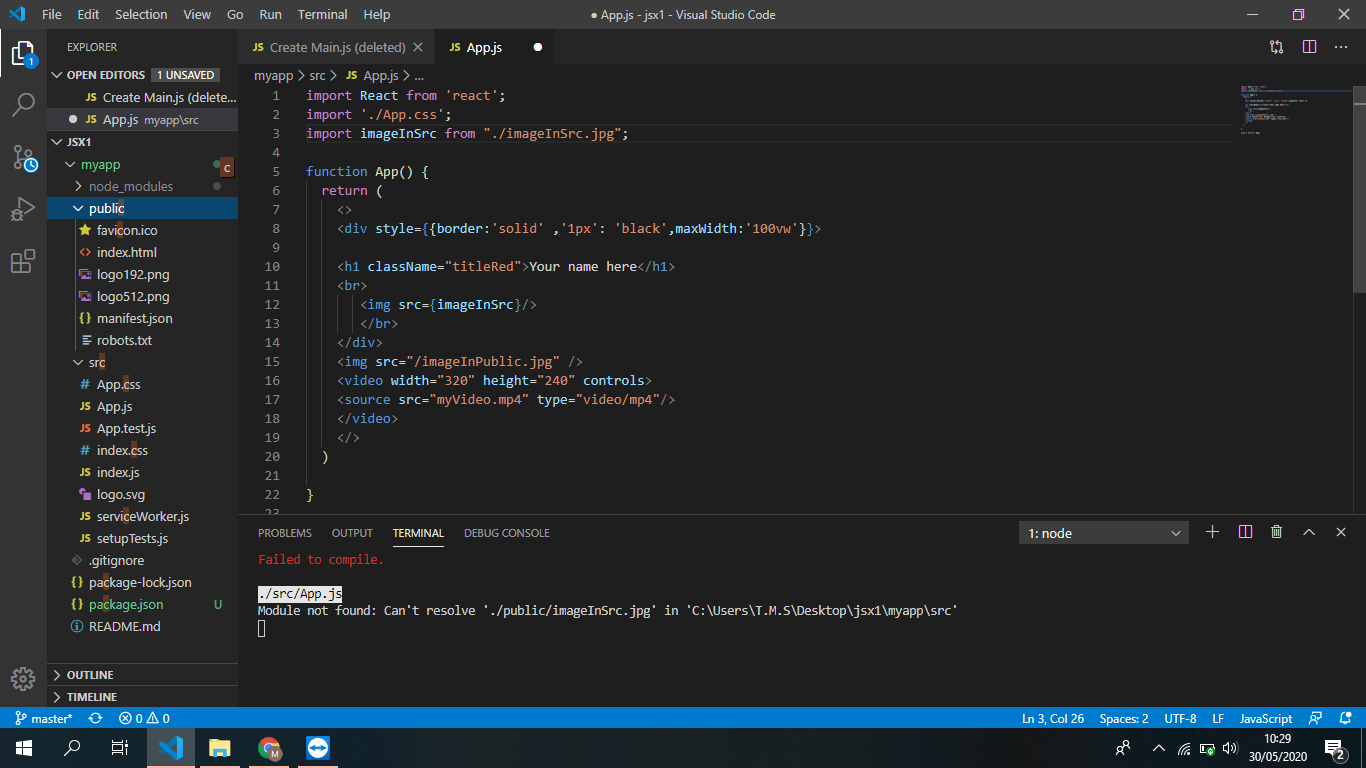 File Edit Selection View Go Run Terminal Help
● App.js - jsx1 - Visual Studio Code
EXPLORER
OPEN EDITORS 1 UNSAVED
JS Create Main.js (delete...
● JS App.js myapp\src
JSX1
myapp
c
node_modules
public
favicon.ico
<> index.html
logo192.png
logo512.png
{} manifest.json
robots.txt
src
# App.css
JS App.js
JS App.test.js
# index.css
JS index.js
logo.svg
JS serviceWorker.js
JS setupTests.js
.gitignore
{} package-lock.json
{} package.json U
README.md
OUTLINE
TIMELINE
1
JS Create Main.js (deleted)
JS App.js ●
myapp > src > JS App.js > ...
1 import React from 'react';
2 import './App.css';
3 import imageInSrc from "./imageInSrc.jpg";
4
5 function App() {
6 return (
7 <>
8 <div style={{border:'solid' ,'1px': 'black',maxWidth:'100vw'}}>
9
10 <h1 className="titleRed">Your name here</h1>
11 <br>
12 <img src={imageInSrc}/>
13 </br>
14 </div>
15 <img src="/imageInPublic.jpg" />
16 <video width="320" height="240" controls>
17 <source src="myVideo.mp4" type="video/mp4"/>
18 </video>
19 </>
20 )
21
22 }
23
PROBLEMS OUTPUT TERMINAL DEBUG CONSOLE
1: node
Failed to compile.
./src/App.js
Module not found: Can't resolve './public/imageInSrc.jpg' in 'C:\Users\T.M.S\Desktop\jsx1\myapp\src'
master* 0 0
Ln 3, Col 26 Spaces: 2 UTF-8 LF JavaScript
M
10:29
30/05/2020
2